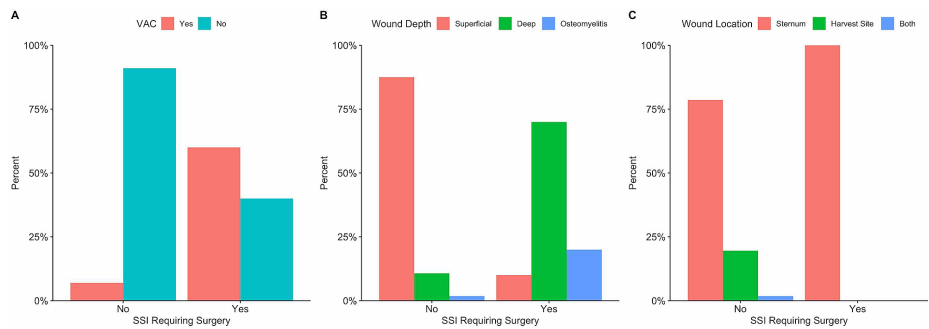 A
VAC Yes No
100%
75%
50%
25%
0%
Percent
No Yes
SSI Requiring Surgery
B
Wound Depth Superficial Deep Osteomyelitis
100%
75%
50%
25%
0%
Percent
No Yes
SSI Requiring Surgery
C
Wound Location Sternum Harvest Site Both
100%
75%
50%
25%
0%
Percent
No Yes
SSI Requiring Surgery